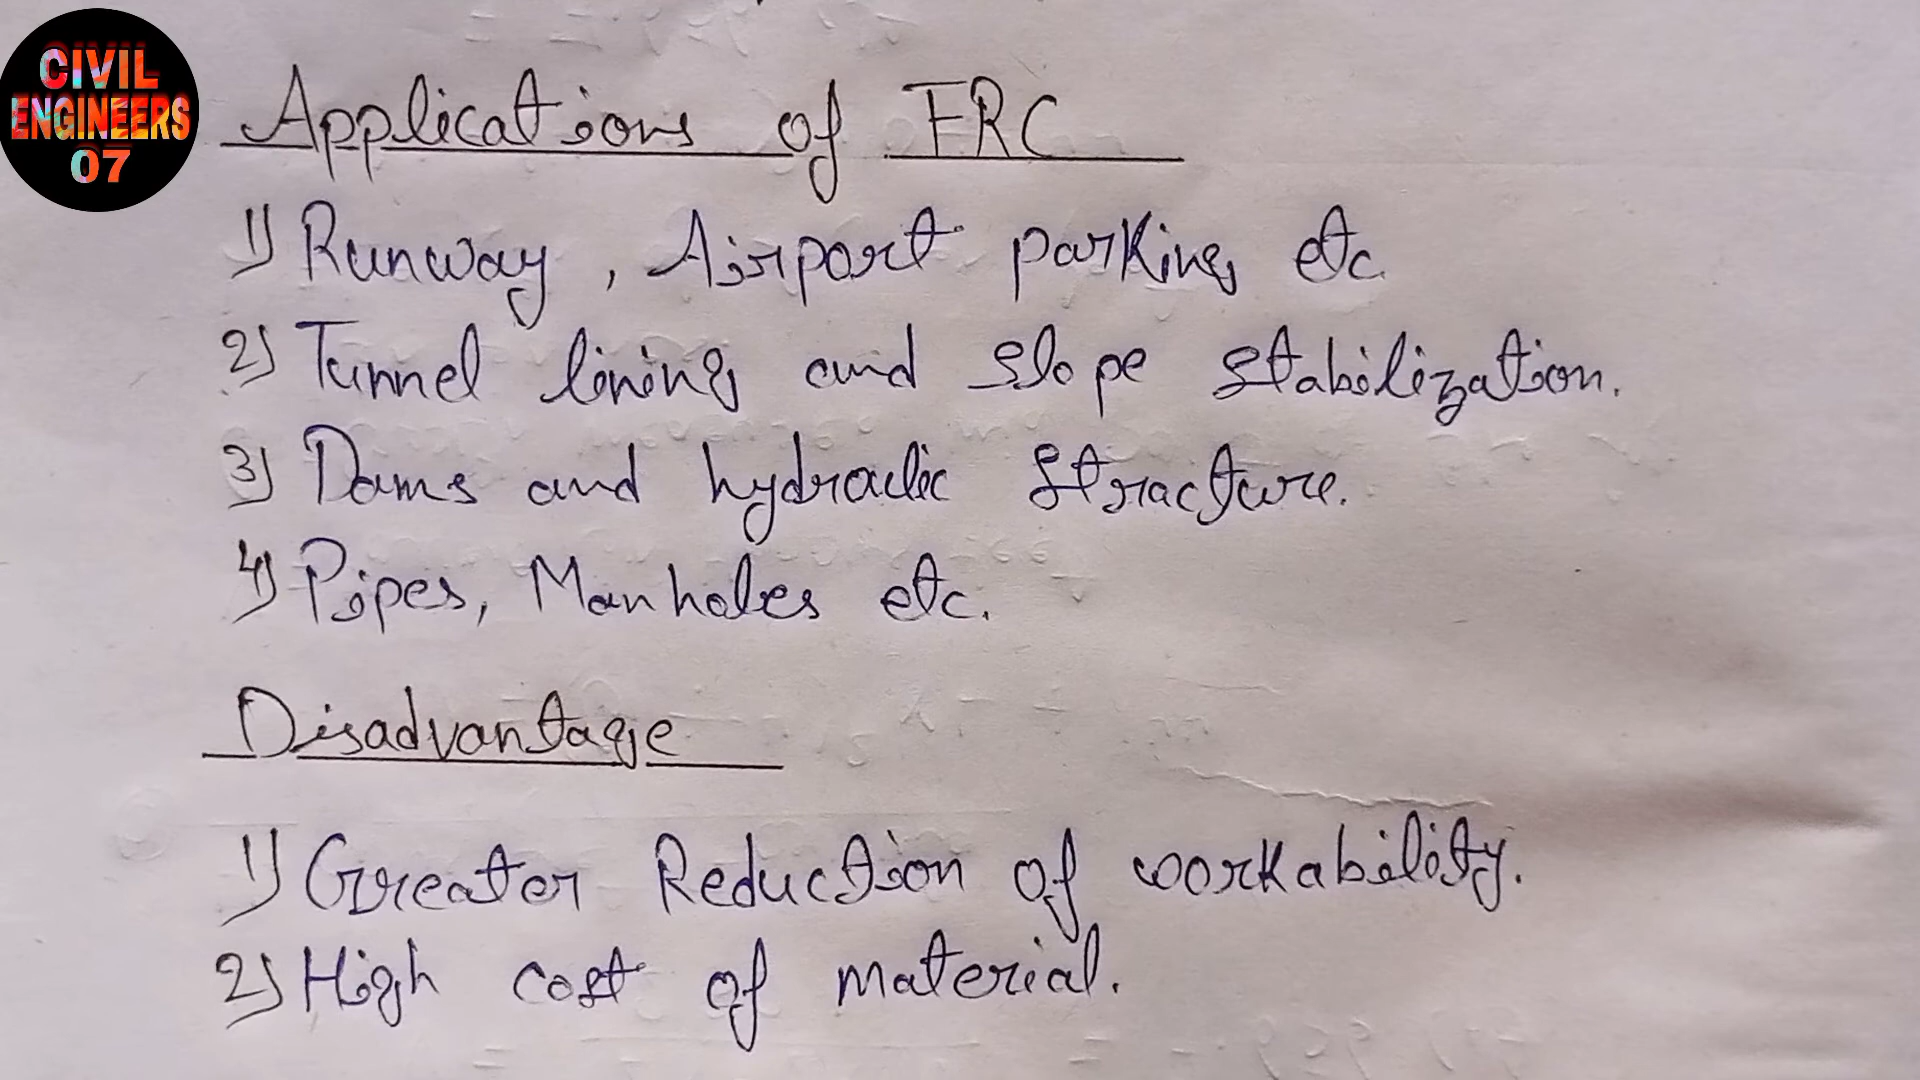 CIVIL
ENGINEERS
07
Applications of FRC
1) Runway, Airport parking etc.
2) Tunnel lining and slope stabilization.
3) Dams and hydraulic structure.
4) Pipes, Manholes etc.
Disadvantage
1) Greater Reduction of workability.
2) High cost of material.